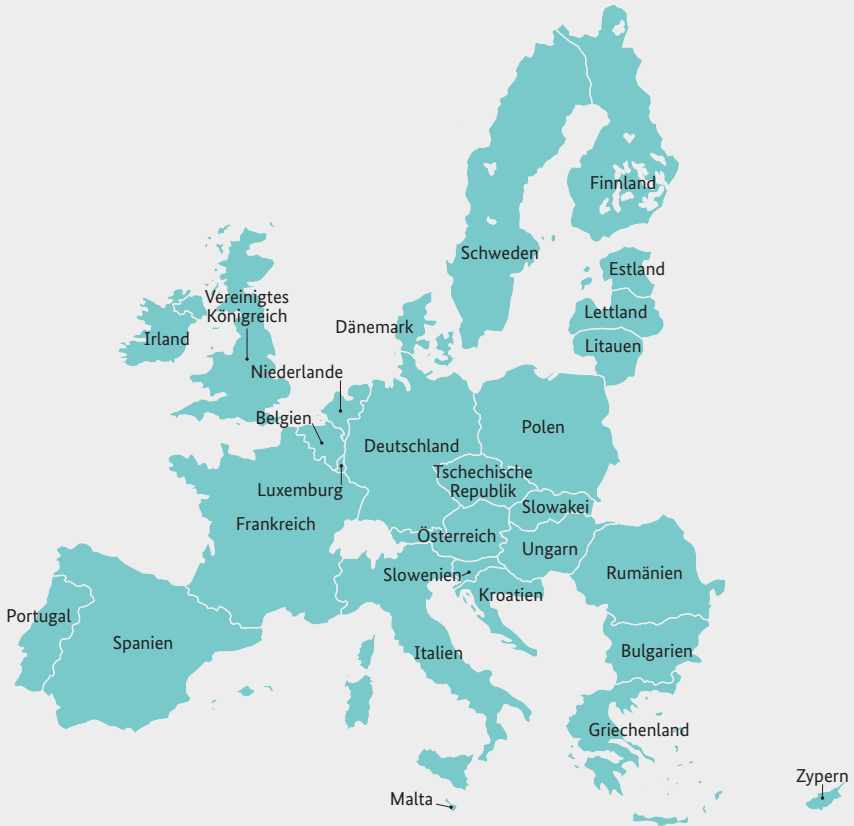 Finnland
Schweden
Estland
Vereinigtes
Königreich
Lettland
Dänemark
Irland
Litauen
Niederlande
Belgien
Polen
Deutschland
Tschechische
Republik
Luxemburg
Slowakei
Frankreich
Österreich
Ungarn
Slowenien
Rumänien
Kroatien
Portugal
Spanien
Italien
Bulgarien
Griechenland
Zypern
Malta